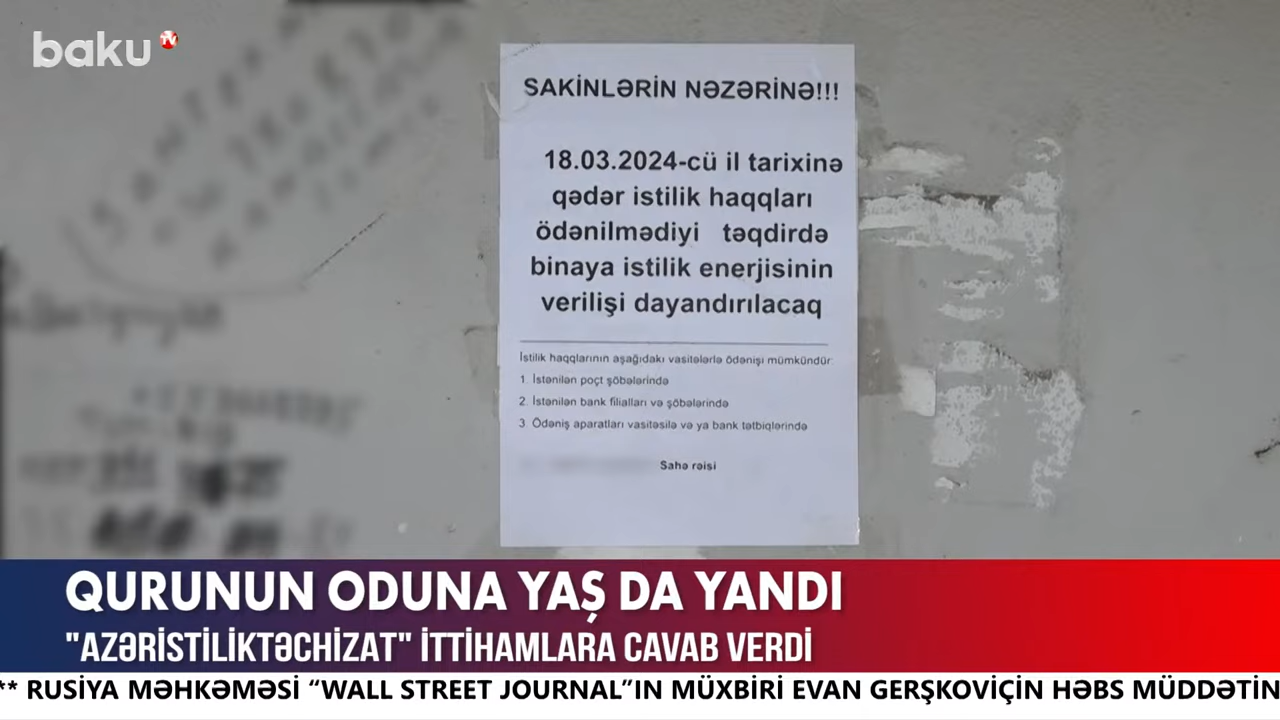 baku TV
SAKİNLƏRİN NƏZƏRİNƏ!!!
18.03.2024-cü il tarixinə
qədər istilik haqqları
ödənilmədiyi təqdirdə
binaya istilik enerjisinin
verilişi dayandırılacaq
İstilik haqqlarının aşağıdakı vasitələrlə ödənişi mümkündür:
1. İstənilən poçt şöbələrində
2. İstənilən bank filialları və şöbələrində
3. Ödəniş aparatları vasitəsilə və ya bank tətbiqlərində
Sahə rəisi
QURUNUN ODUNA YAŞ DA YANDI
"AZƏRİSTİLİKTƏCHİZAT" İTTİHAMLARA CAVAB VERDİ
** RUSİYA MƏHKƏMƏSİ “WALL STREET JOURNAL”IN MÜXBİRİ EVAN GERŞKOVİÇİN HƏBS MÜDDƏTİN